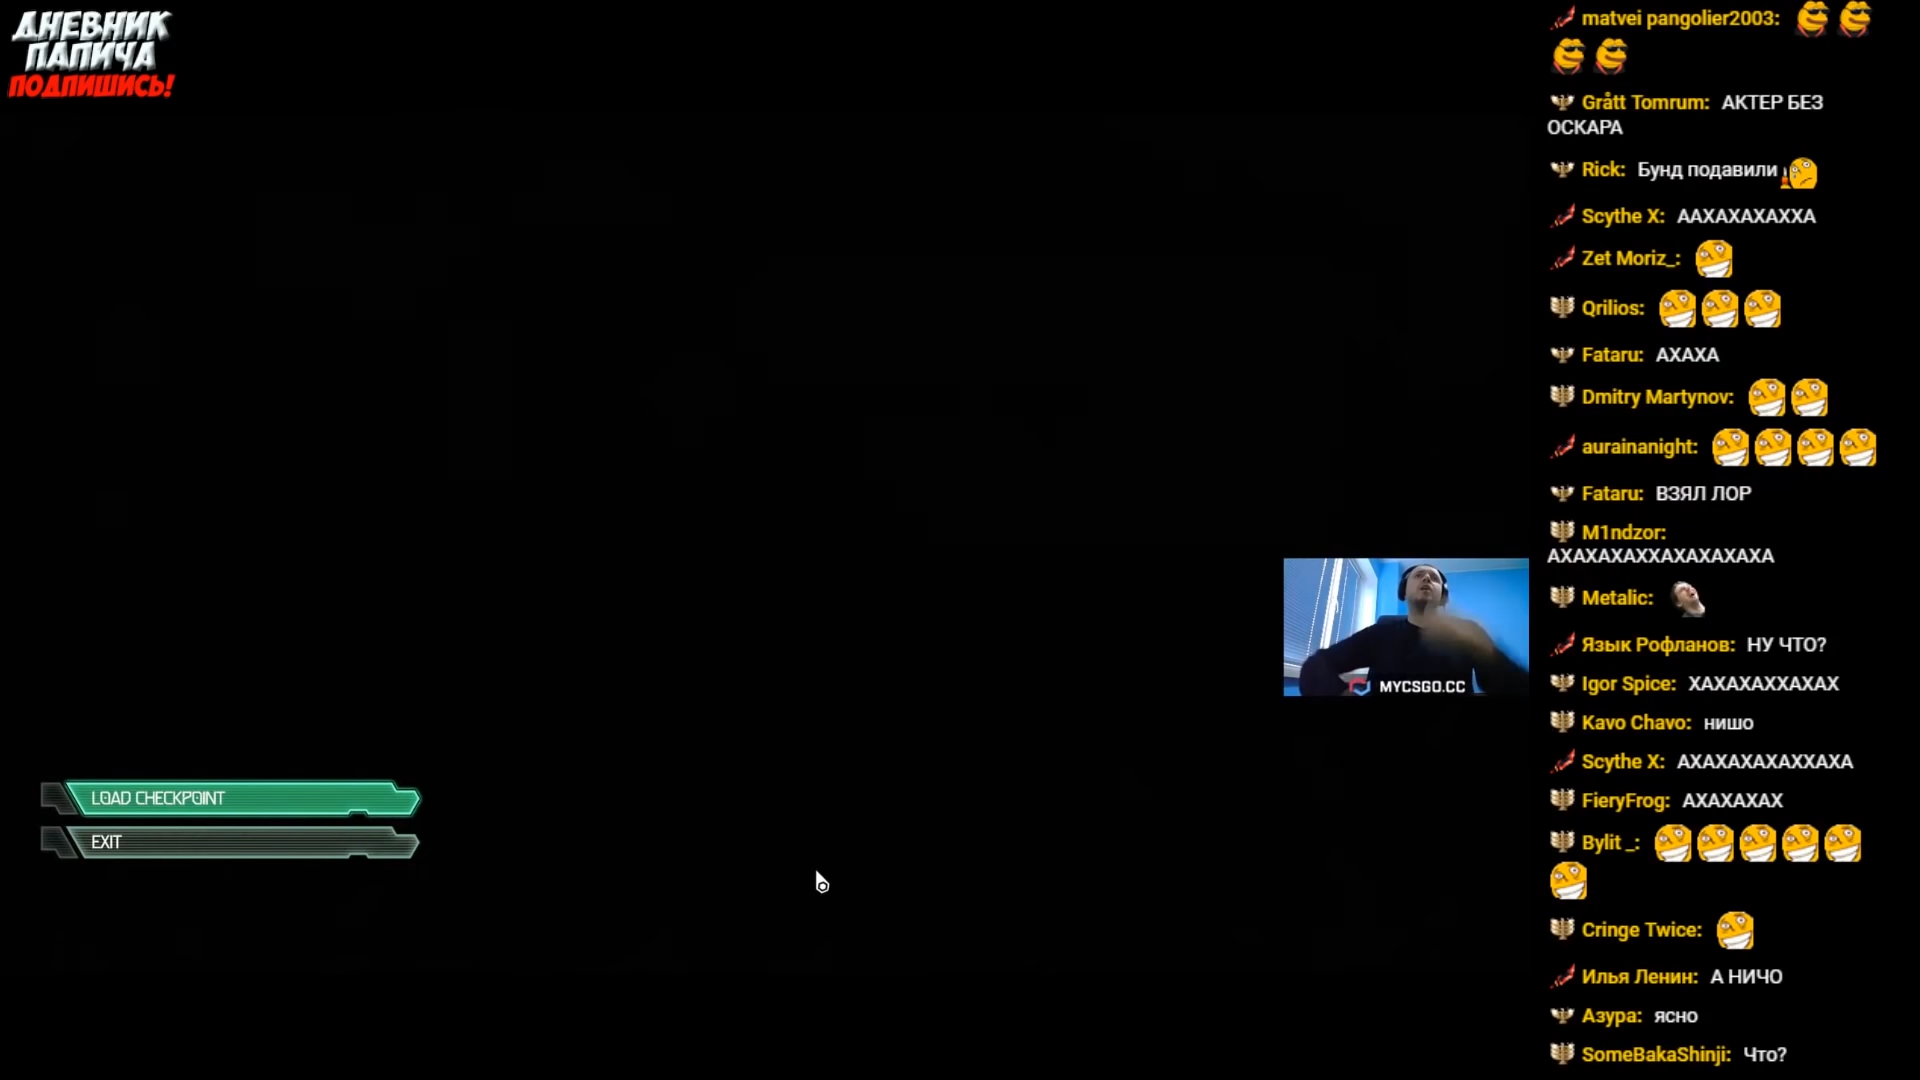 ДНЕВНИК
ПАПИЧА
ПОДПИШИСЬ!
matvei pangolier2003:
Grått Tomrum: АКТЕР БЕЗ
ОСКАРА
Rick: Бунд подавили
Scythe X: ААХАХАХАХХА
Zet Moriz_:
Qrilios:
Fataru: АХАХА
Dmitry Martynov:
aurainanight:
Fataru: ВЗЯЛ ЛОР
M1ndzor:
АХАХАХАХХАХАХАХАХА
Metalic:
Язык Рофланов: НУ ЧТО?
Igor Spice: ХАХАХАХХАХАХ
Kavo Chavo: нишо
Scythe X: АХАХАХАХАХХАХА
FieryFrog: АХАХАХАХ
Bylit _:
Cringe Twice:
Илья Ленин: А НИЧО
Азура: ясно
SomeBakaShinji: Что?
MYCSGO.CC
LOAD CHECKPOINT
EXIT